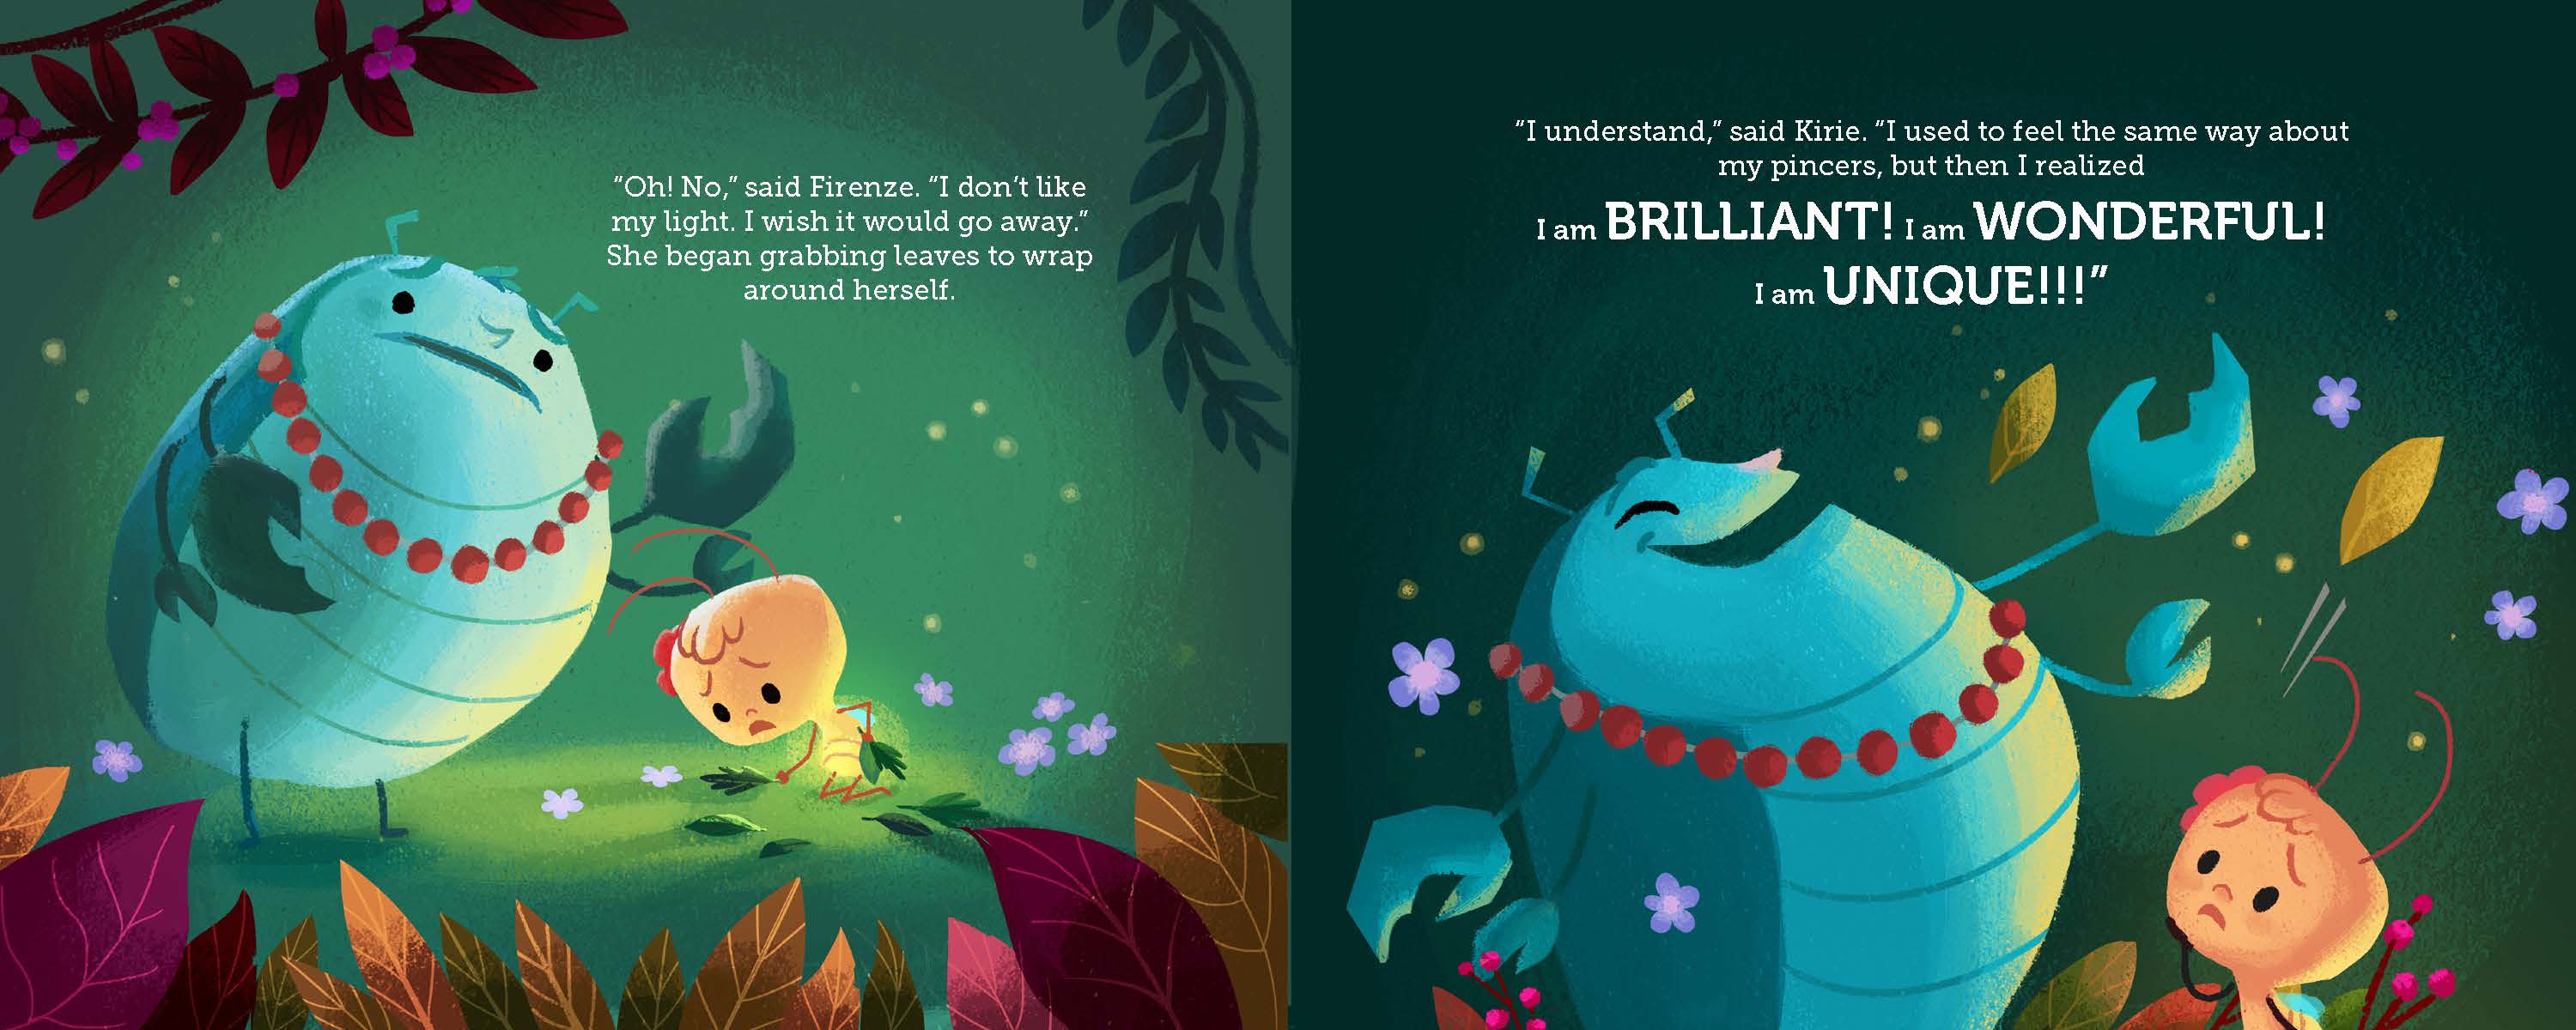 “Oh! No,” said Firenze. “I don’t like
my light. I wish it would go away.”
She began grabbing leaves to wrap
around herself.
“I understand,” said Kirie. “I used to feel the same way about
my pincers, but then I realized
I am BRILLIANT! I am WONDERFUL!
I am UNIQUE!!!”